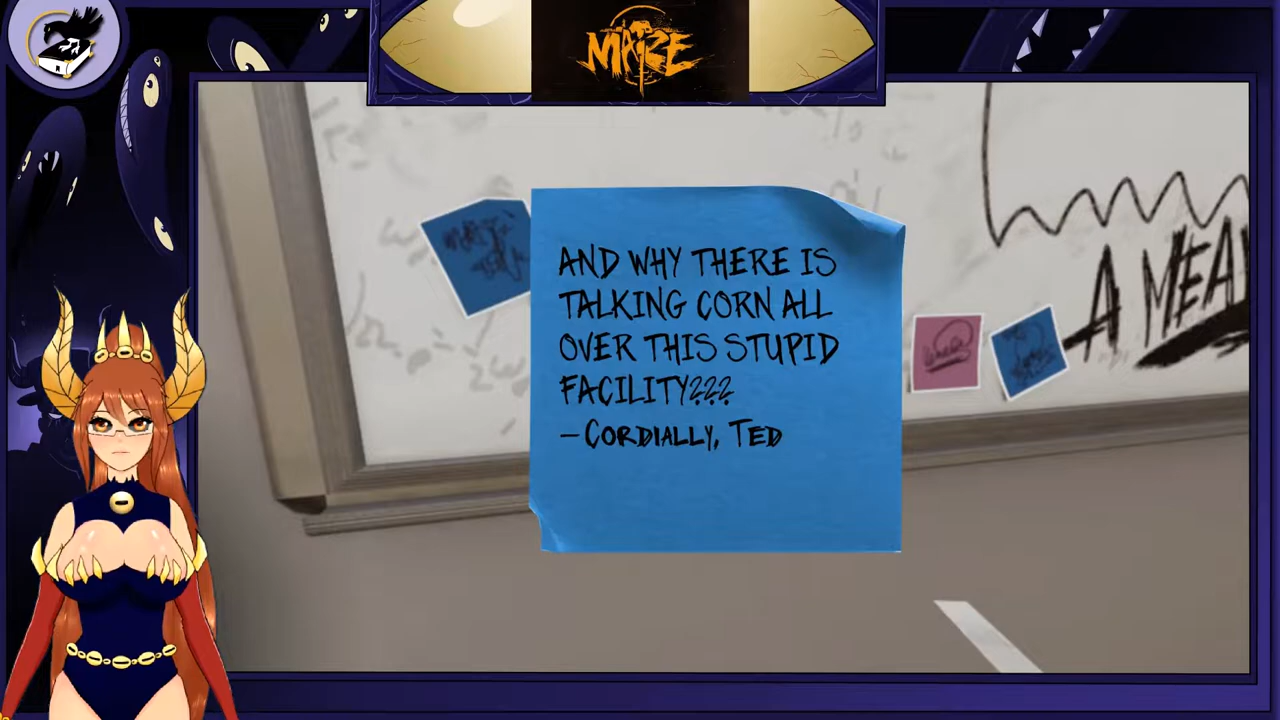 MAIZE
AND WHY THERE IS
TALKING CORN ALL
OVER THIS STUPID
FACILITY???
– CORDIALLY, TED
A MEA